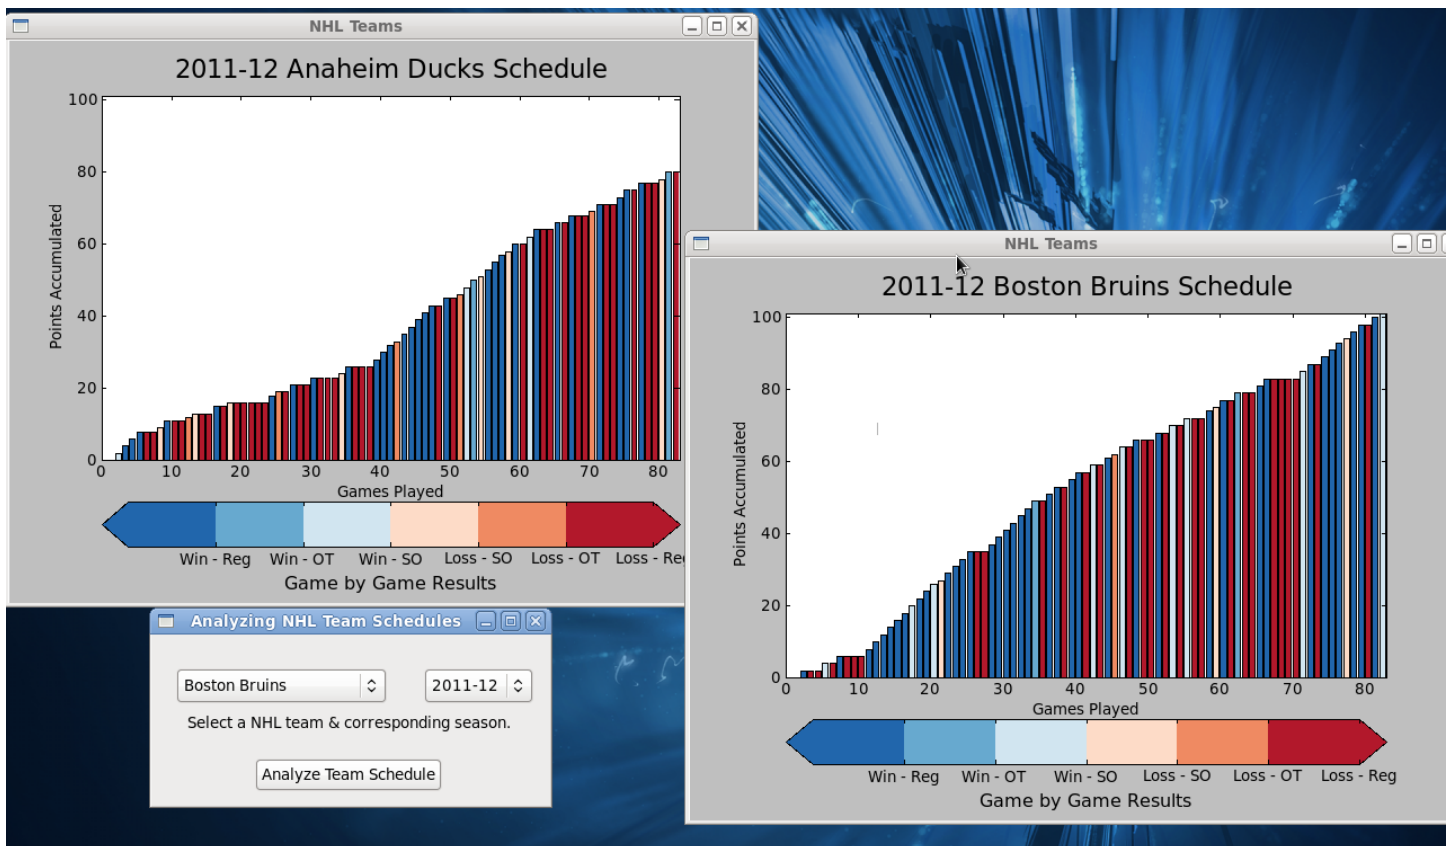 NHL Teams
2011-12 Anaheim Ducks Schedule
100
80
60
40
20
0
Points Accumulated
0 10 20 30 40 50 60 70 80
Games Played
Win - Reg Win - OT Win - SO Loss - SO Loss - OT Loss - Re
Game by Game Results
NHL Teams
2011-12 Boston Bruins Schedule
100
80
60
40
20
0
Points Accumulated
0 10 20 30 40 50 60 70 80
Games Played
Win - Reg Win - OT Win - SO Loss - SO Loss - OT Loss - Reg
Game by Game Results
Analyzing NHL Team Schedules
Boston Bruins 2011-12
Select a NHL team & corresponding season.
Analyze Team Schedule